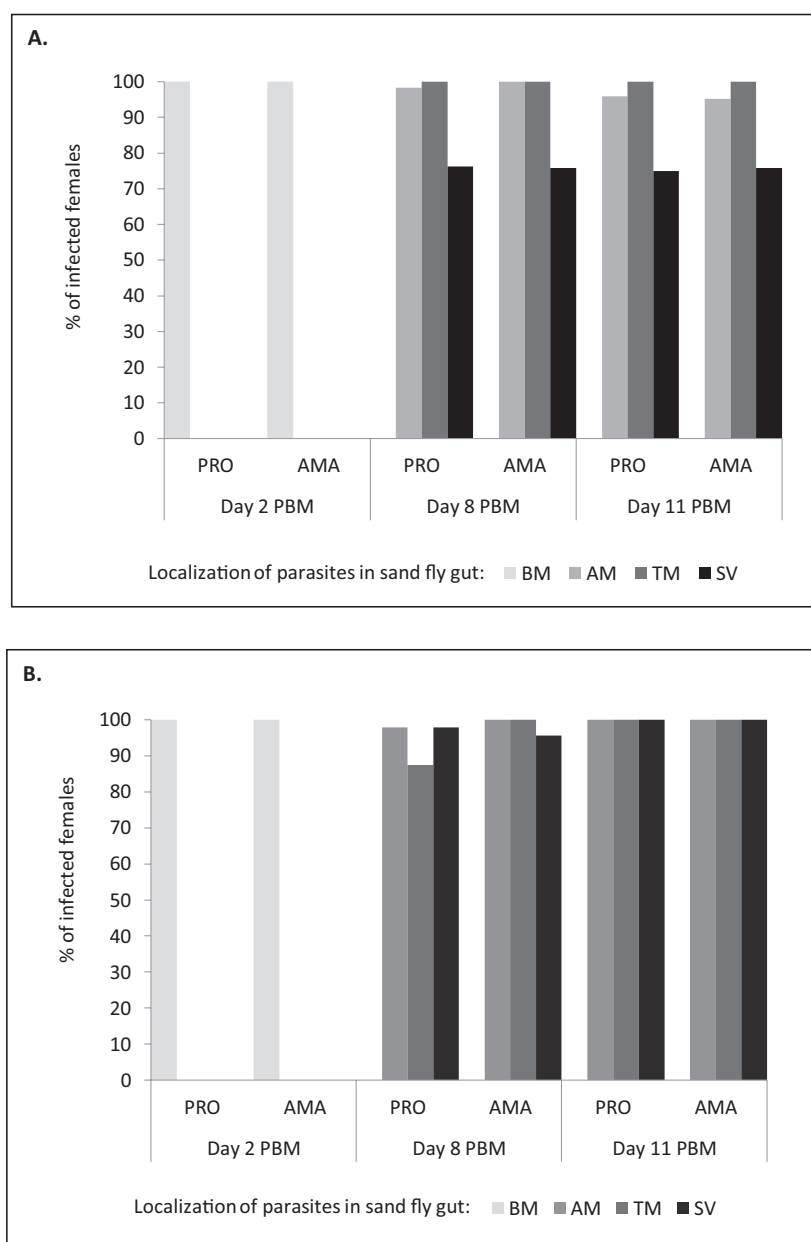 A.
% of infected females
100
90
80
70
60
50
40
30
20
10
0
PRO AMA PRO AMA PRO AMA
Day 2 PBM Day 8 PBM Day 11 PBM
Localization of parasites in sand fly gut: BM AM TM SV
B.
% of infected females
100
90
80
70
60
50
40
30
20
10
0
PRO AMA PRO AMA PRO AMA
Day 2 PBM Day 8 PBM Day 11 PBM
Localization of parasites in sand fly gut: BM AM TM SV